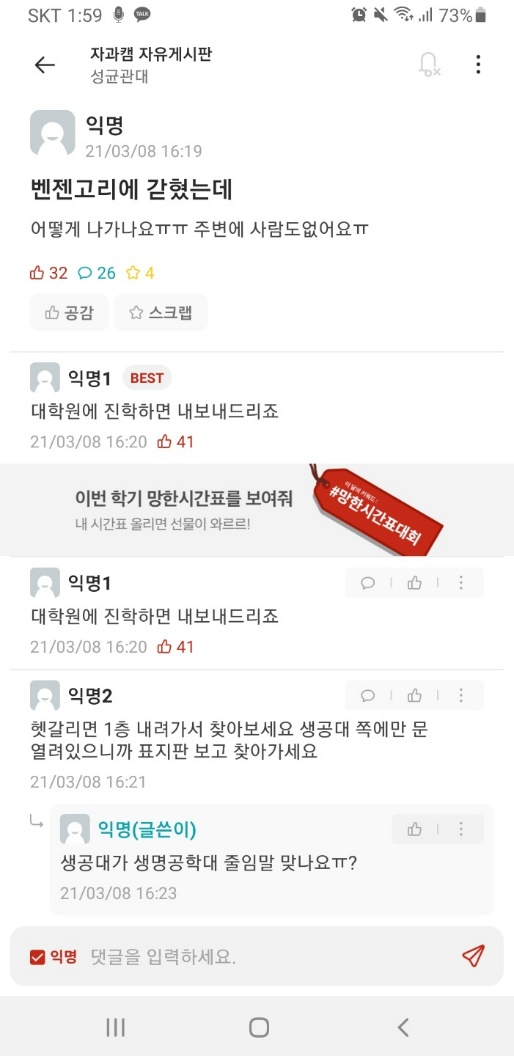 SKT 1:59 TALK 73%
자과캠 자유게시판
성균관대
익명
21/03/08 16:19
벤젠고리에 갇혔는데
어떻게 나가나요ㅠㅠ 주변에 사람도없어요ㅠ
32 26 4
공감 스크랩
익명1 BEST
대학원에 진학하면 내보내드리죠
21/03/08 16:20 41
이번 학기 망한시간표를 보여줘
내 시간표 올리면 선물이 와르르!
이 달의 키워드 :
#망한시간표대회
익명1
대학원에 진학하면 내보내드리죠
21/03/08 16:20 41
익명2
헷갈리면 1층 내려가서 찾아보세요 생공대 쪽에만 문
열려있으니까 표지판 보고 찾아가세요
21/03/08 16:21
익명(글쓴이)
생공대가 생명공학대 줄임말 맞나요ㅠ?
21/03/08 16:23
익명 댓글을 입력하세요.